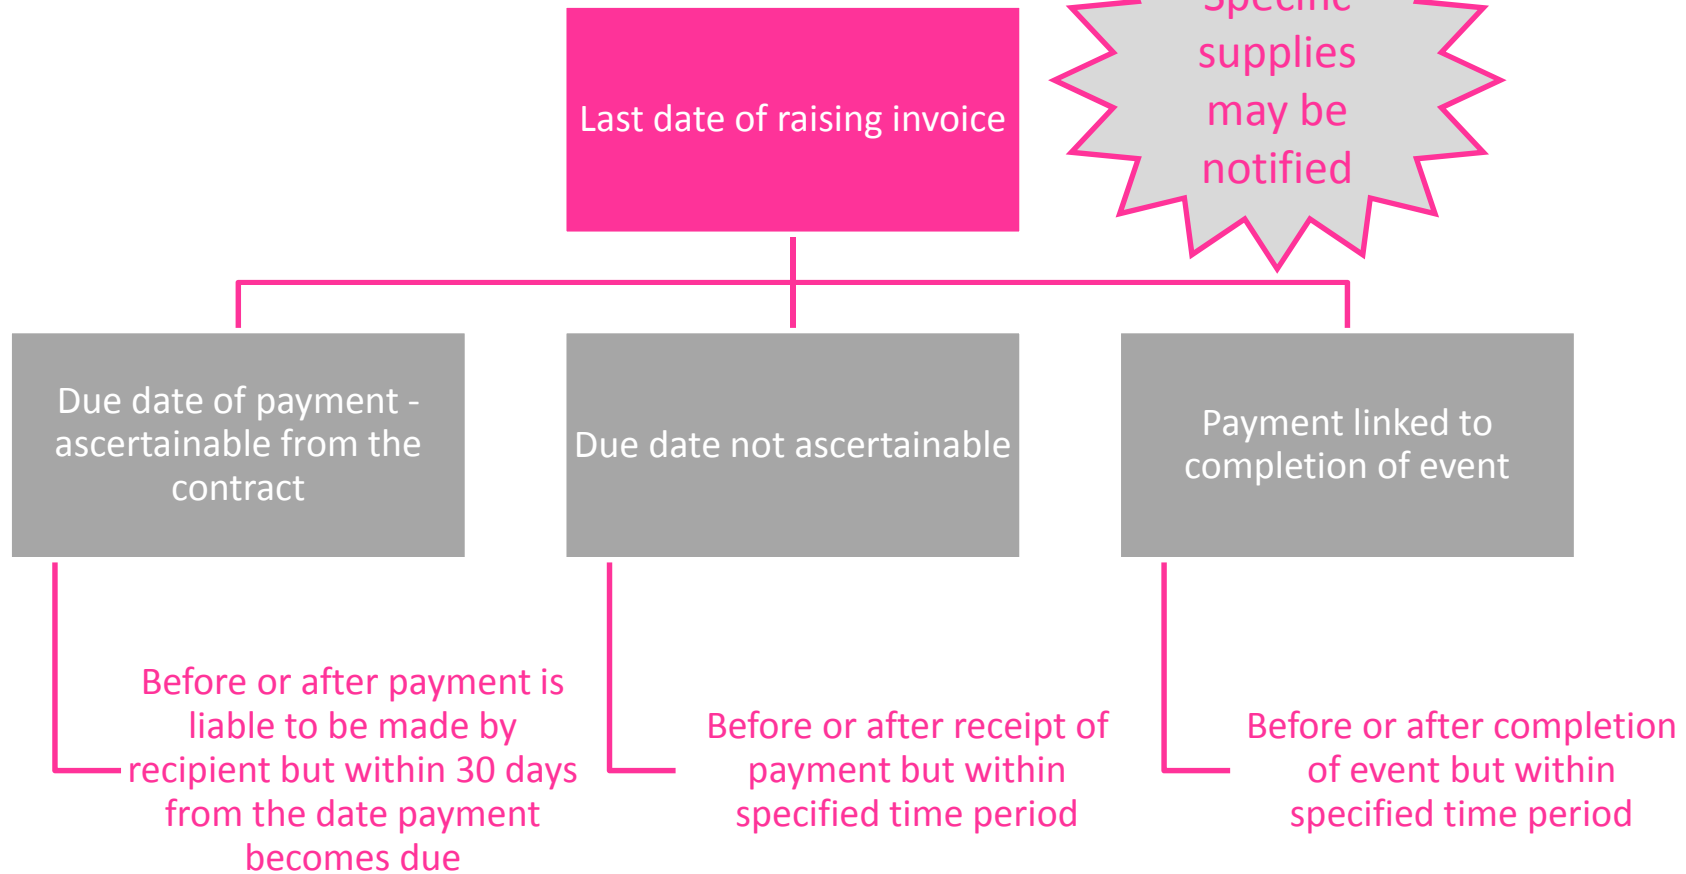 Specific
supplies
may be
notified
Last date of raising invoice
Due date of payment -
ascertainable from the
contract
Due date not ascertainable
Payment linked to
completion of event
Before or after payment is
liable to be made by
recipient but within 30 days
from the date payment
becomes due
Before or after receipt of
payment but within
specified time period
Before or after completion
of event but within
specified time period